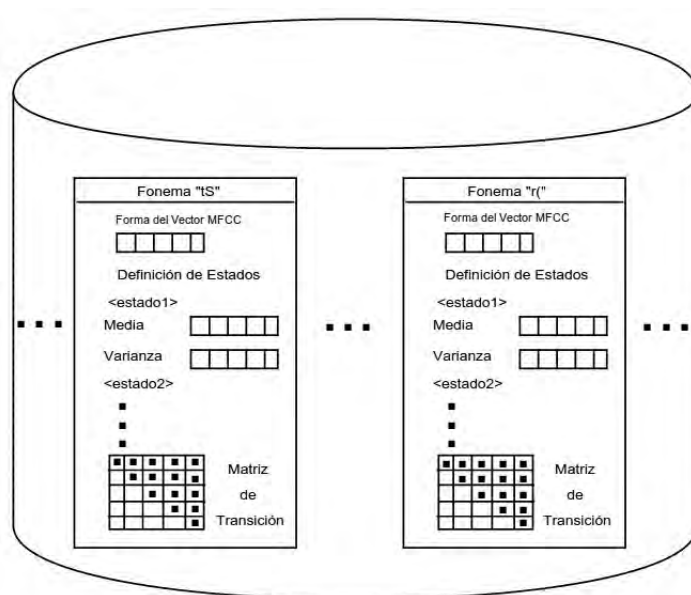 Fonema "tS"
Forma del Vector MFCC
Definición de Estados
<estado1>
Media
Varianza
<estado2>
Matriz
de
Transición
Fonema "r("
Forma del Vector MFCC
Definición de Estados
<estado1>
Media
Varianza
<estado2>
Matriz
de
Transición